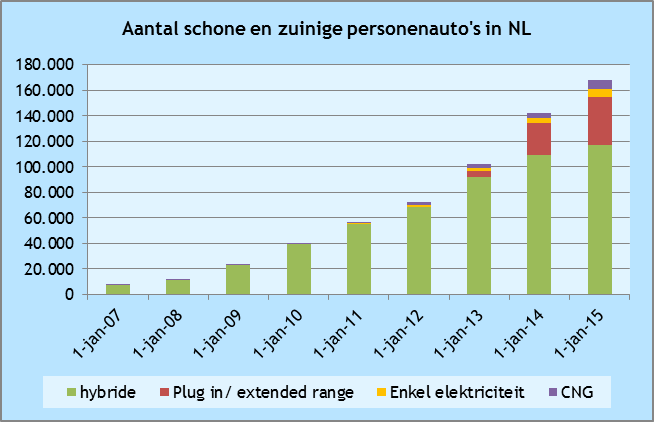 Aantal schone en zuinige personenauto's in NL
180.000
160.000
140.000
120.000
100.000
80.000
60.000
40.000
20.000
0
1-jan-07
1-jan-08
1-jan-09
1-jan-10
1-jan-11
1-jan-12
1-jan-13
1-jan-14
1-jan-15
hybride Plug in/ extended range Enkel elektriciteit CNG